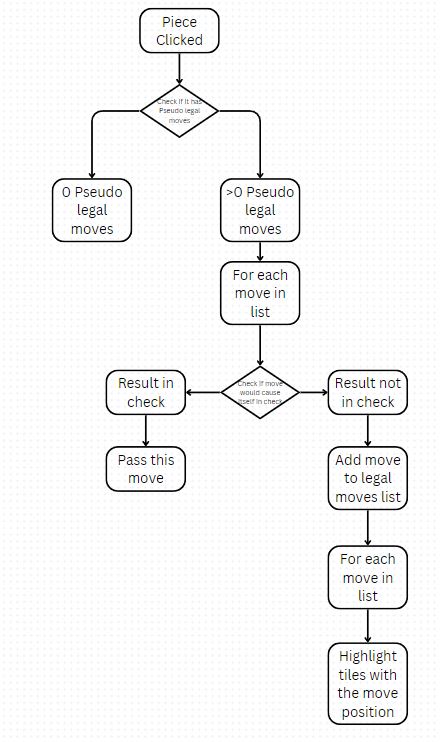 Piece
Clicked
Check if it has
Pseudo legal
moves
0 Pseudo
legal
moves
>0 Pseudo
legal
moves
For each
move in
list
Check if move
would cause
itself in check
Result in
check
Result not
in check
Pass this
move
Add move
to legal
moves list
For each
move in
list
Highlight
tiles with
the move
position